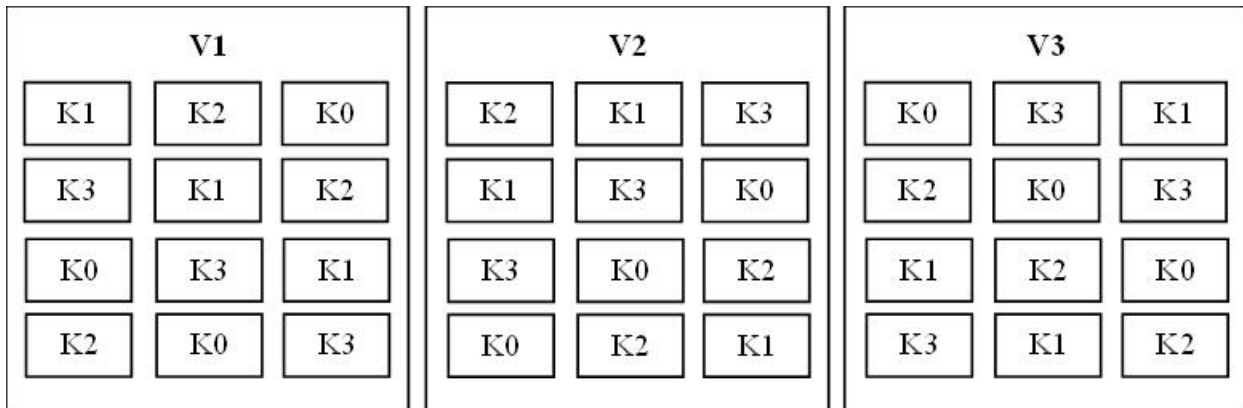 V1 V2 V3
K1 K2 K0 K2 K1 K3 K0 K3 K1
K3 K1 K2 K1 K3 K0 K2 K0 K3
K0 K3 K1 K3 K0 K2 K1 K2 K0
K2 K0 K3 K0 K2 K1 K3 K1 K2